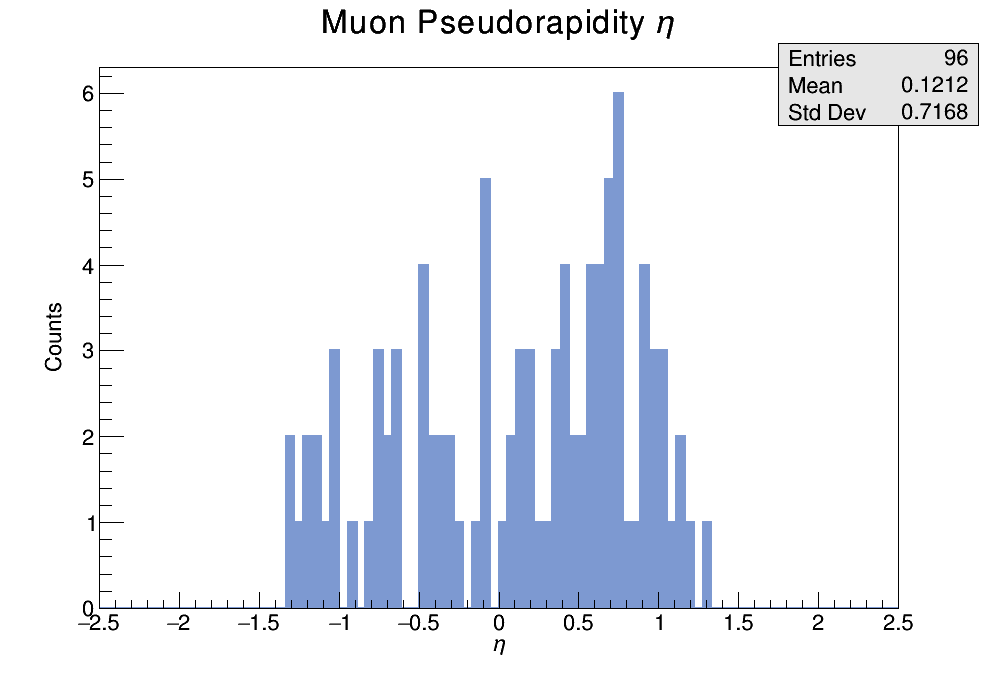 Muon Pseudorapidity η
Entries 96
Mean 0.1212
Std Dev 0.7168
6
5
4
3
2
1
0
Counts
−2.5 −2 −1.5 −1 −0.5 0 0.5 1 1.5 2 2.5
η